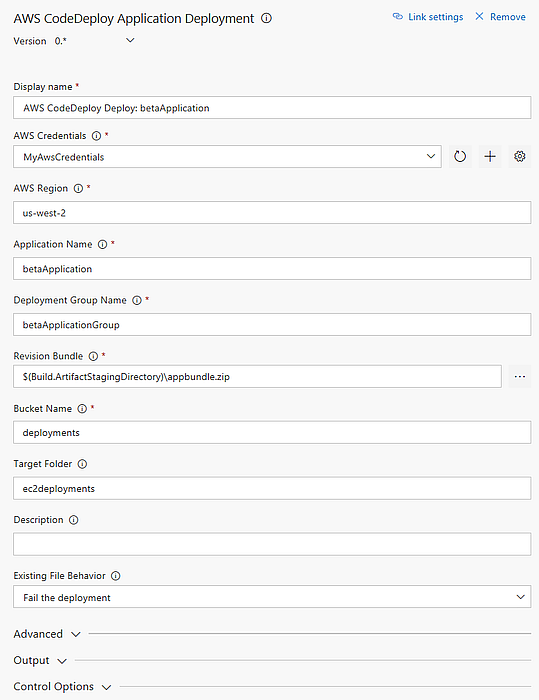 AWS CodeDeploy Application Deployment
Link settings
Remove
Version 0.*
Display name *
AWS CodeDeploy Deploy: betaApplication
AWS Credentials *
MyAwsCredentials
AWS Region *
us-west-2
Application Name *
betaApplication
Deployment Group Name *
betaApplicationGroup
Revision Bundle *
$(Build.ArtifactStagingDirectory)\appbundle.zip
Bucket Name *
deployments
Target Folder
ec2deployments
Description
Existing File Behavior
Fail the deployment
Advanced
Output
Control Options